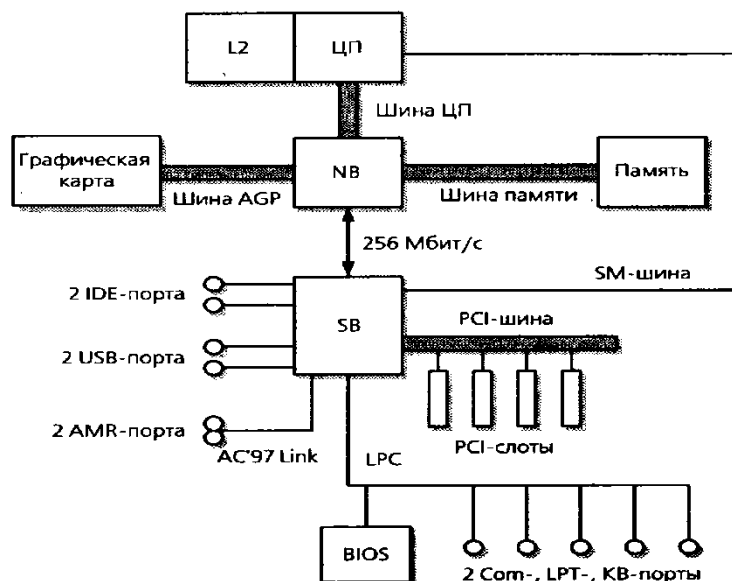 L2
ЦП
Шина ЦП
Графическая
карта
NB
Память
Шина AGP
Шина памяти
256 Мбит/с
SM-шина
2 IDE-порта
SB
PCI-шина
2 USB-порта
2 AMR-порта
AC'97 Link
LPC
PCI-слоты
BIOS
2 Com-, LPT-, KB-порты